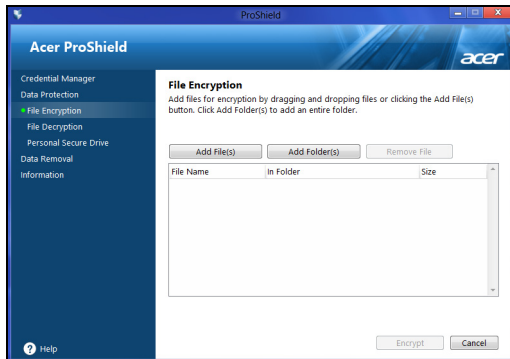 ProShield
Acer ProShield
acer
Credential Manager
Data Protection
File Encryption
File Decryption
Personal Secure Drive
Data Removal
Information
File Encryption
Add files for encryption by dragging and dropping files or clicking the Add File(s)
button. Click Add Folder(s) to add an entire folder.
Add File(s) Add Folder(s) Remove File
File Name In Folder Size
Encrypt Cancel
? Help